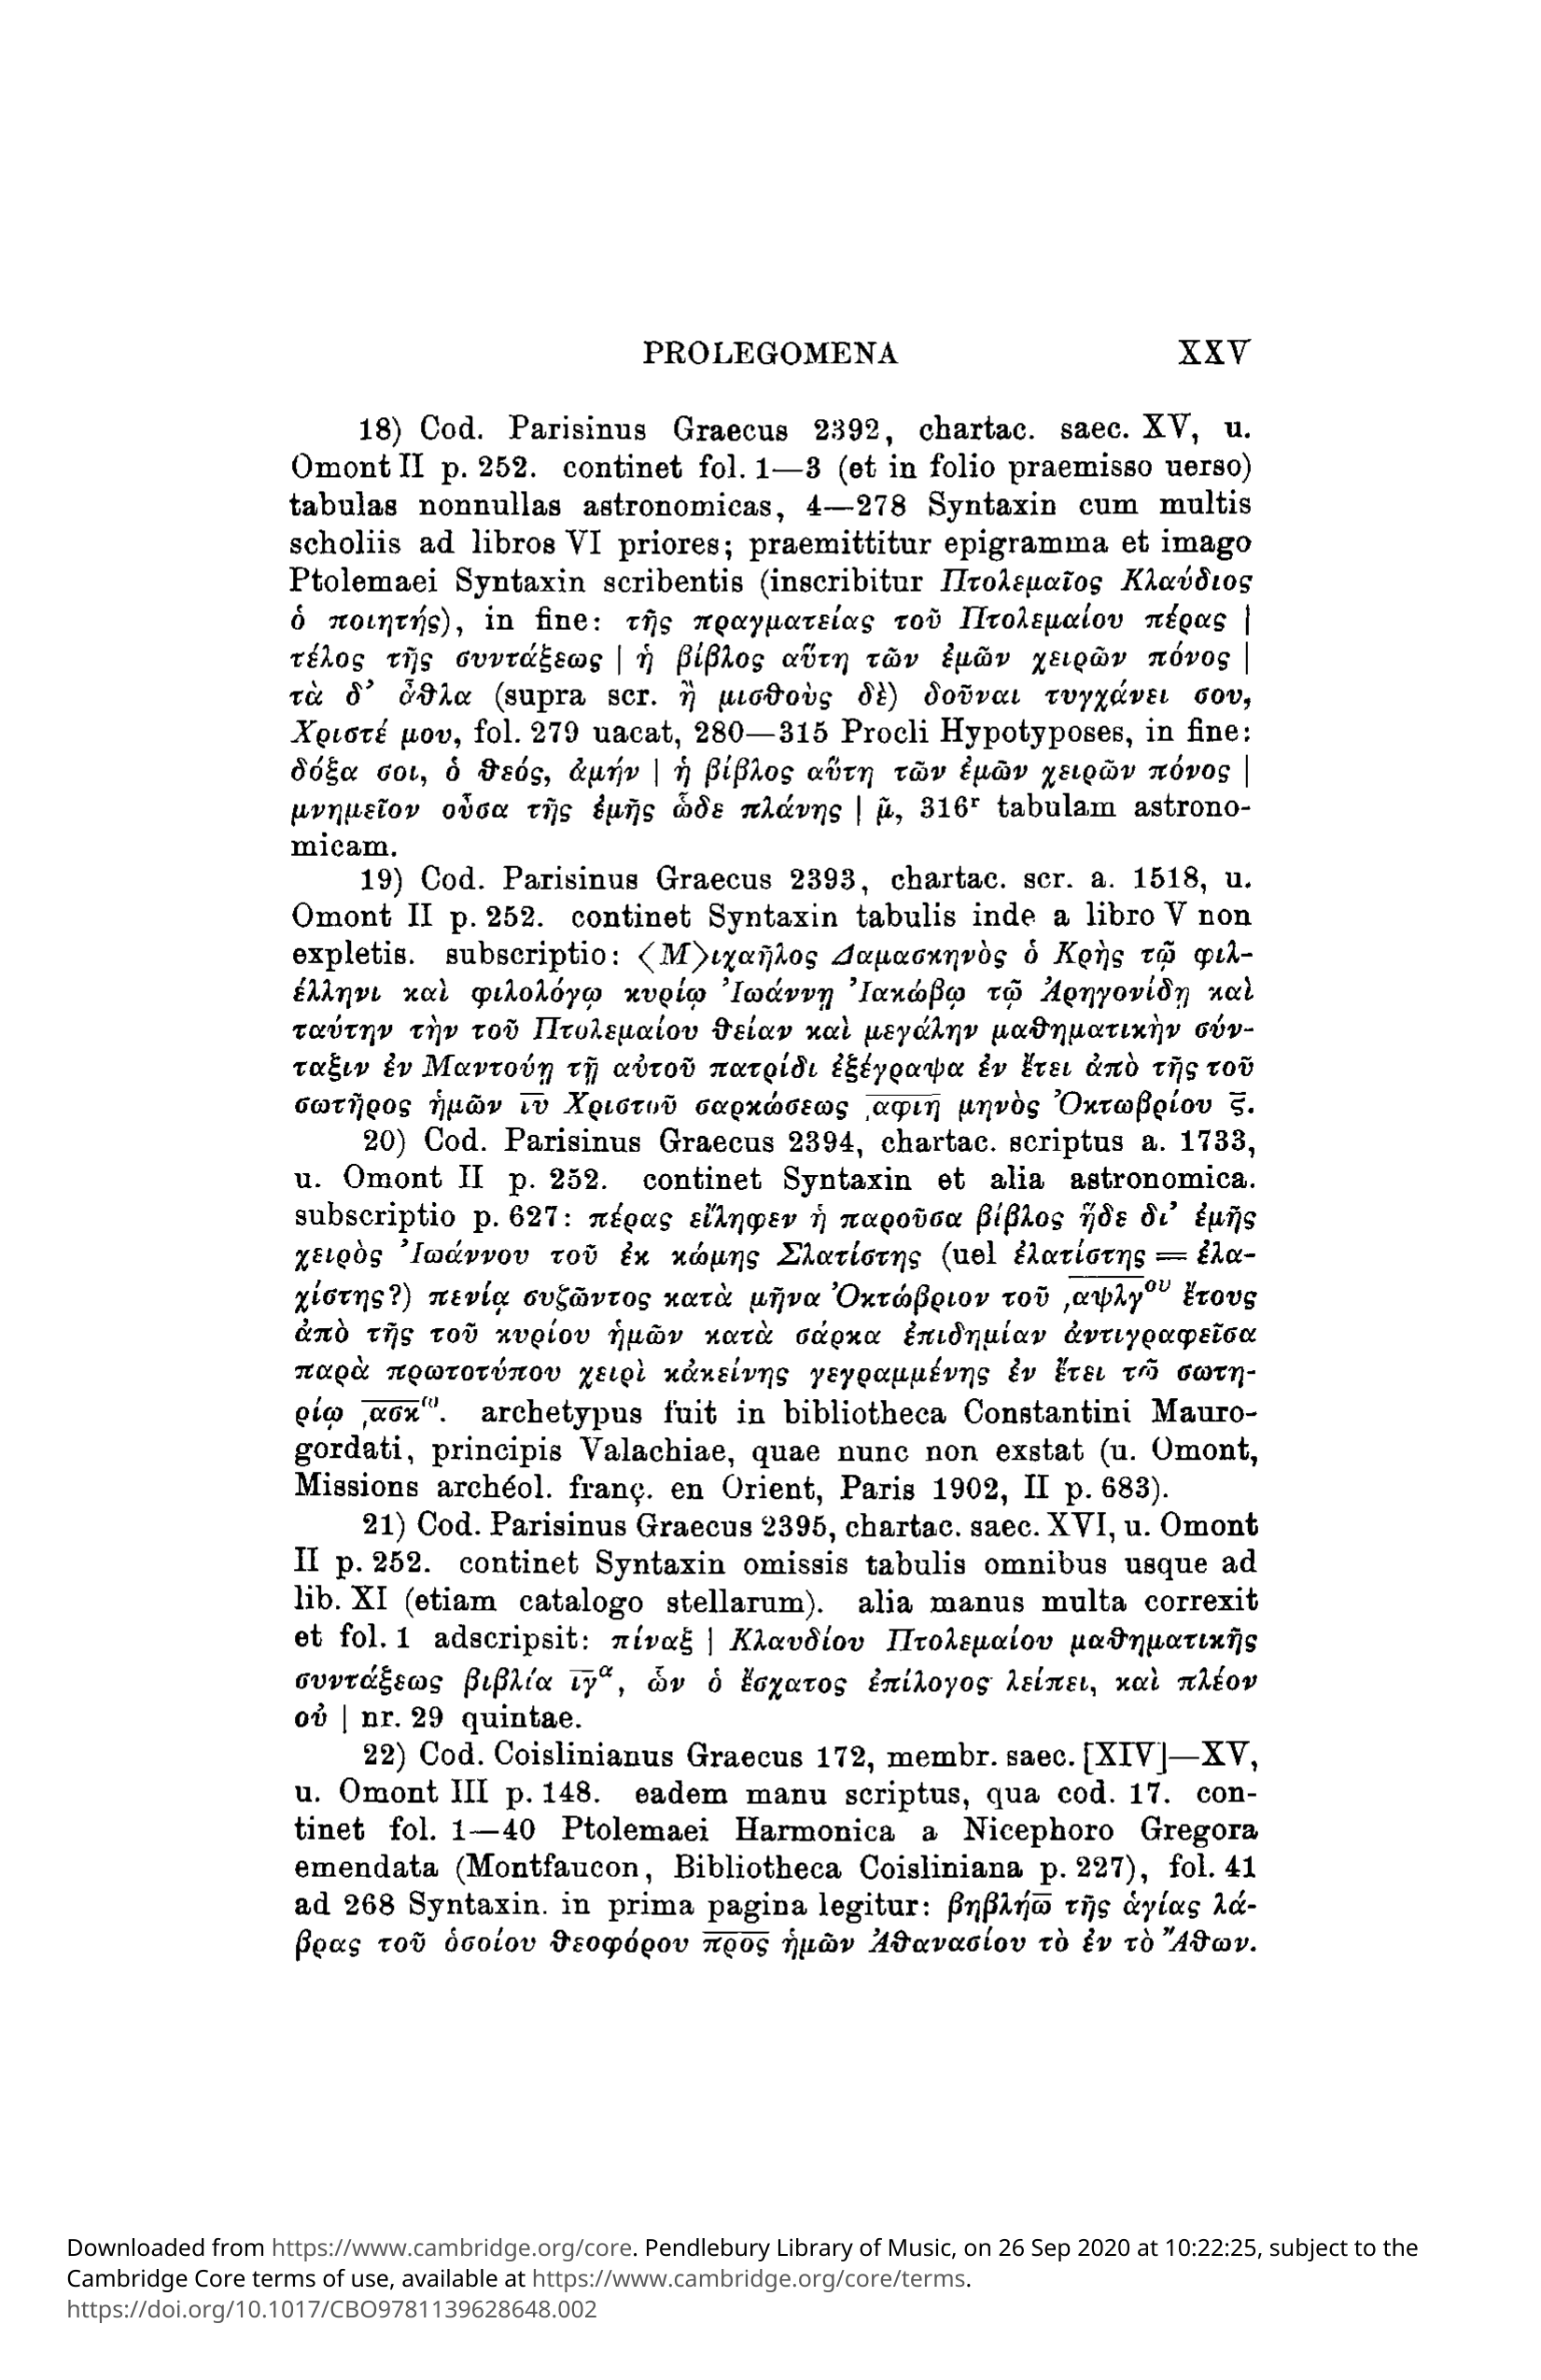 PROLEGOMENA XXV
18) Cod. Parisinus Graecus 2392, chartac. saec. XV, u.
Omont II p. 252. continet fol. 1—3 (et in folio praemisso uerso)
tabulas nonnullas astronomicas, 4—278 Syntaxin cum multis
scholiis ad libros VI priores; praemittitur epigramma et imago
Ptolemaei Syntaxin scribentis (inscribitur Πτολεμαῖος Κλαύδιος
ὁ ποιητής), in fine: τῆς πραγματείας τοῦ Πτολεμαίου πέρας |
τέλος τῆς συντάξεως | ἡ βίβλος αὕτη τῶν ἐμῶν χειρῶν πόνος |
τὰ δ’ ἆθλα (supra scr. ἢ μισθοὺς δὲ) δοῦναι τυγχάνει σου,
Χριστέ μου, fol. 279 uacat, 280—315 Procli Hypotyposes, in fine:
δόξα σοι, ὁ θεός, ἀμήν | ἡ βίβλος αὕτη τῶν ἐμῶν χειρῶν πόνος |
μνημεῖον οὖσα τῆς ἐμῆς ὧδε πλάνης | μ̃, 316ʳ tabulam astrono-
micam.
19) Cod. Parisinus Graecus 2393, chartac. scr. a. 1518, u.
Omont II p. 252. continet Syntaxin tabulis inde a libro V non
expletis. subscriptio: ⟨Μ⟩ιχαῆλος Δαμασκηνὸς ὁ Κρὴς τῷ φιλ-
έλληνι καὶ φιλολόγῳ κυρίῳ Ἰωάννῃ Ἰακώβῳ τῷ Ἀρηγονίδῃ καὶ
ταύτην τὴν τοῦ Πτολεμαίου θείαν καὶ μεγάλην μαθηματικὴν σύν-
ταξιν ἐν Μαντούῃ τῇ αὐτοῦ πατρίδι ἐξέγραψα ἐν ἔτει ἀπὸ τῆς τοῦ
σωτῆρος ἡμῶν ι̅υ̅ Χριστοῦ σαρκώσεως ͵α̅φ̅ι̅η̅ μηνὸς Ὀκτωβρίου ς̅.
20) Cod. Parisinus Graecus 2394, chartac. scriptus a. 1733,
u. Omont II p. 252. continet Syntaxin et alia astronomica.
subscriptio p. 627: πέρας εἴληφεν ἡ παροῦσα βίβλος ἥδε δι’ ἐμῆς
χειρὸς Ἰωάννου τοῦ ἐκ κώμης Σλατίστης (uel ἐλατίστης = ἐλα-
χίστης?) πενίᾳ συζῶντος κατὰ μῆνα Ὀκτώβριον τοῦ ͵α̅ψ̅λ̅γ̅ου ἔτους
ἀπὸ τῆς τοῦ κυρίου ἡμῶν κατὰ σάρκα ἐπιδημίαν ἀντιγραφεῖσα
παρὰ πρωτοτύπου χειρὶ κἀκείνης γεγραμμένης ἐν ἔτει τῶ σωτη-
ρίῳ ͵α̅σ̅κ̅ω. archetypus fuit in bibliotheca Constantini Mauro-
gordati, principis Valachiae, quae nunc non exstat (u. Omont,
Missions archéol. franç. en Orient, Paris 1902, II p. 683).
21) Cod. Parisinus Graecus 2395, chartac. saec. XVI, u. Omont
II p. 252. continet Syntaxin omissis tabulis omnibus usque ad
lib. XI (etiam catalogo stellarum). alia manus multa correxit
et fol. 1 adscripsit: πίναξ | Κλαυδίου Πτολεμαίου μαθηματικῆς
συντάξεως βιβλία ι̅γ̅α, ὧν ὁ ἔσχατος ἐπίλογος λείπει, καὶ πλέον
οὐ | nr. 29 quintae.
22) Cod. Coislinianus Graecus 172, membr. saec. [XIV]—XV,
u. Omont III p. 148. eadem manu scriptus, qua cod. 17. con-
tinet fol. 1—40 Ptolemaei Harmonica a Nicephoro Gregora
emendata (Montfaucon, Bibliotheca Coisliniana p. 227), fol. 41
ad 268 Syntaxin. in prima pagina legitur: βηβλήω̅ τῆς ἁγίας λά-
βρας τοῦ ὁσοίου θεοφόρου π̅ρ̅ο̅ς̅ ἡμῶν Ἀθανασίου τὸ ἐν τὸ Ἄθων.
Downloaded from https://www.cambridge.org/core. Pendlebury Library of Music, on 26 Sep 2020 at 10:22:25, subject to the
Cambridge Core terms of use, available at https://www.cambridge.org/core/terms.
https://doi.org/10.1017/CBO9781139628648.002